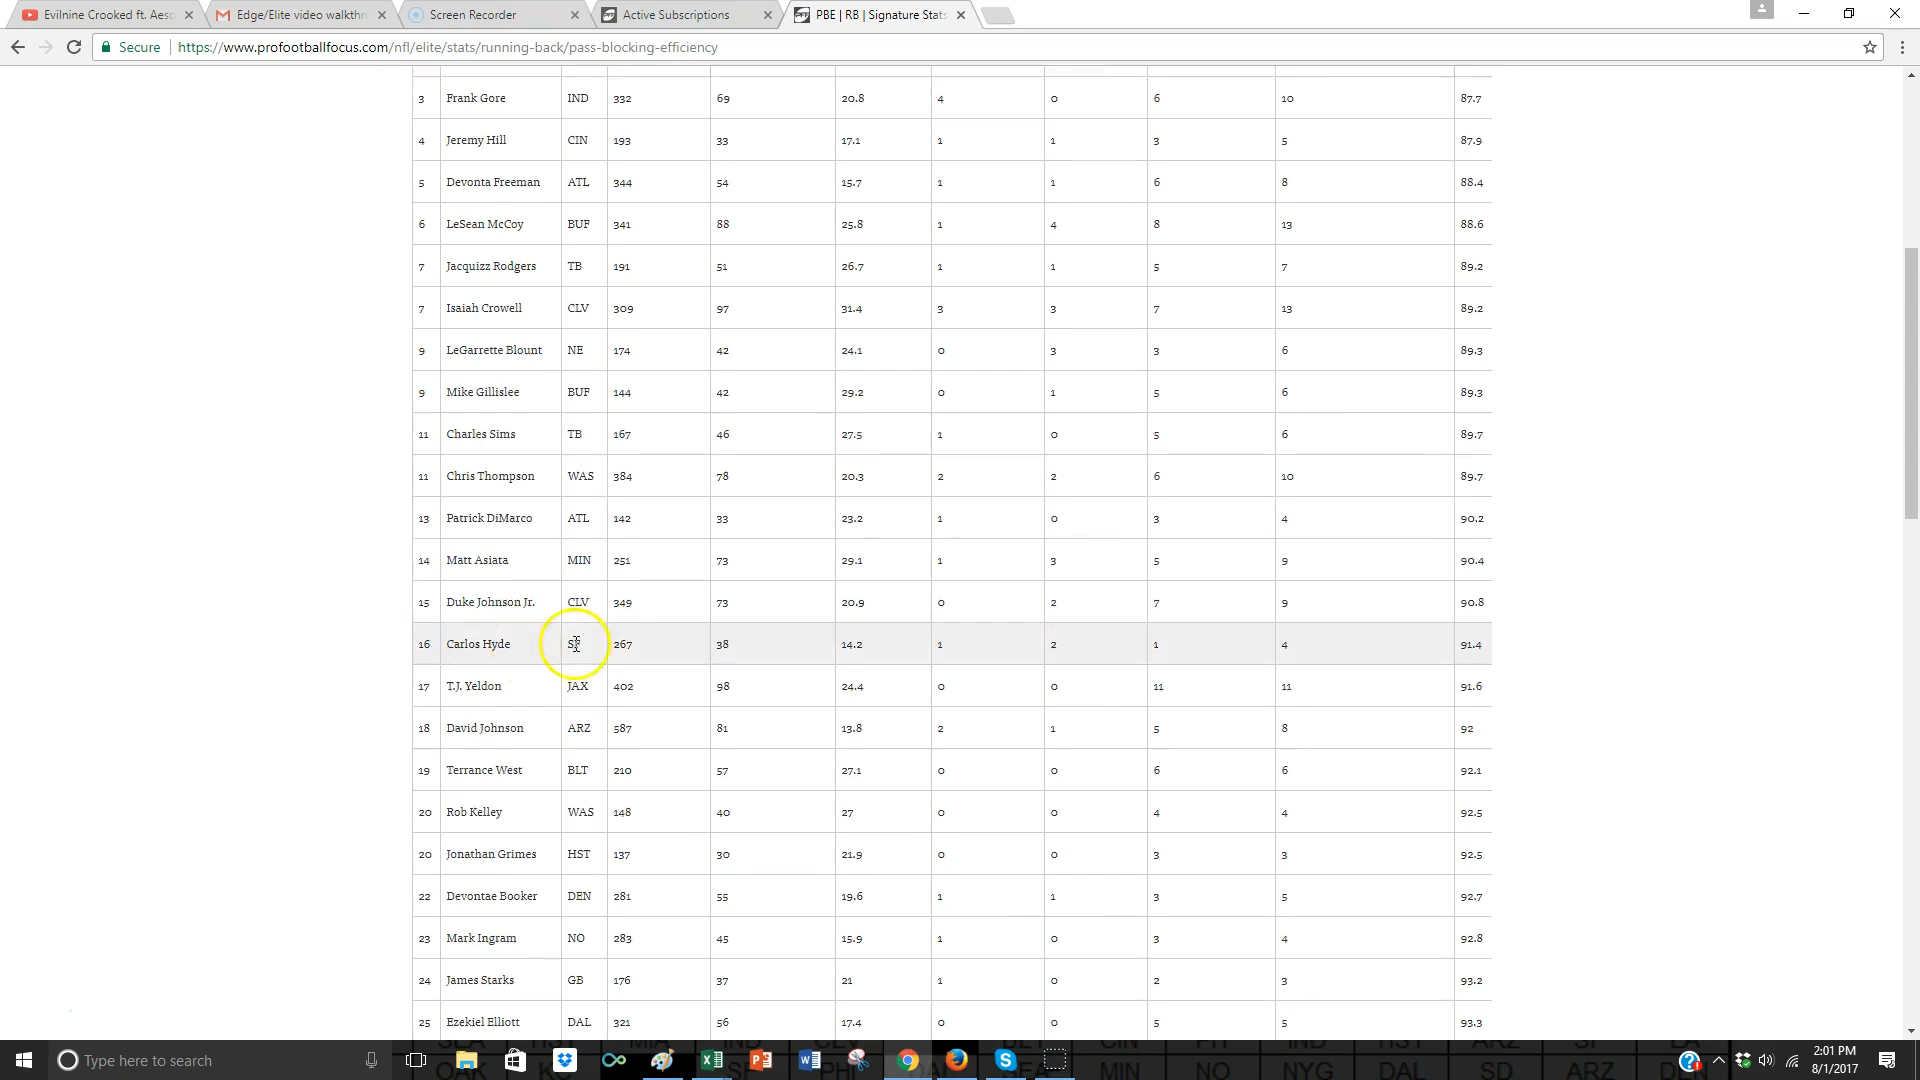 Evilnine Crooked ft. Aeso
Edge/Elite video walkthr
Screen Recorder
Active Subscriptions
PBE | RB | Signature Stats
Secure https://www.profootballfocus.com/nfl/elite/stats/running-back/pass-blocking-efficiency
3 Frank Gore IND 332 69 20.8 4 0 6 10 87.7
4 Jeremy Hill CIN 193 33 17.1 1 1 3 5 87.9
5 Devonta Freeman ATL 344 54 15.7 1 1 6 8 88.4
6 LeSean McCoy BUF 341 88 25.8 1 4 8 13 88.6
7 Jacquizz Rodgers TB 191 51 26.7 1 1 5 7 89.2
7 Isaiah Crowell CLV 309 97 31.4 3 3 7 13 89.2
9 LeGarrette Blount NE 174 42 24.1 0 3 3 6 89.3
9 Mike Gillislee BUF 144 42 29.2 0 1 5 6 89.3
11 Charles Sims TB 167 46 27.5 1 0 5 6 89.7
11 Chris Thompson WAS 384 78 20.3 2 2 6 10 89.7
13 Patrick DiMarco ATL 142 33 23.2 1 0 3 4 90.2
14 Matt Asiata MIN 251 73 29.1 1 3 5 9 90.4
15 Duke Johnson Jr. CLV 349 73 20.9 0 2 7 9 90.8
16 Carlos Hyde SF 267 38 14.2 1 2 1 4 91.4
17 T.J. Yeldon JAX 402 98 24.4 0 0 11 11 91.6
18 David Johnson ARZ 587 81 13.8 2 1 5 8 92
19 Terrance West BLT 210 57 27.1 0 0 6 6 92.1
20 Rob Kelley WAS 148 40 27 0 0 4 4 92.5
20 Jonathan Grimes HST 137 30 21.9 0 0 3 3 92.5
22 Devontae Booker DEN 281 55 19.6 1 1 3 5 92.7
23 Mark Ingram NO 283 45 15.9 1 0 3 4 92.8
24 James Starks GB 176 37 21 1 0 2 3 93.2
25 Ezekiel Elliott DAL 321 56 17.4 0 0 5 5 93.3
Type here to search
2:01 PM
8/1/2017
OAK KC MIN NO NYG DAL SD ARZ DEN